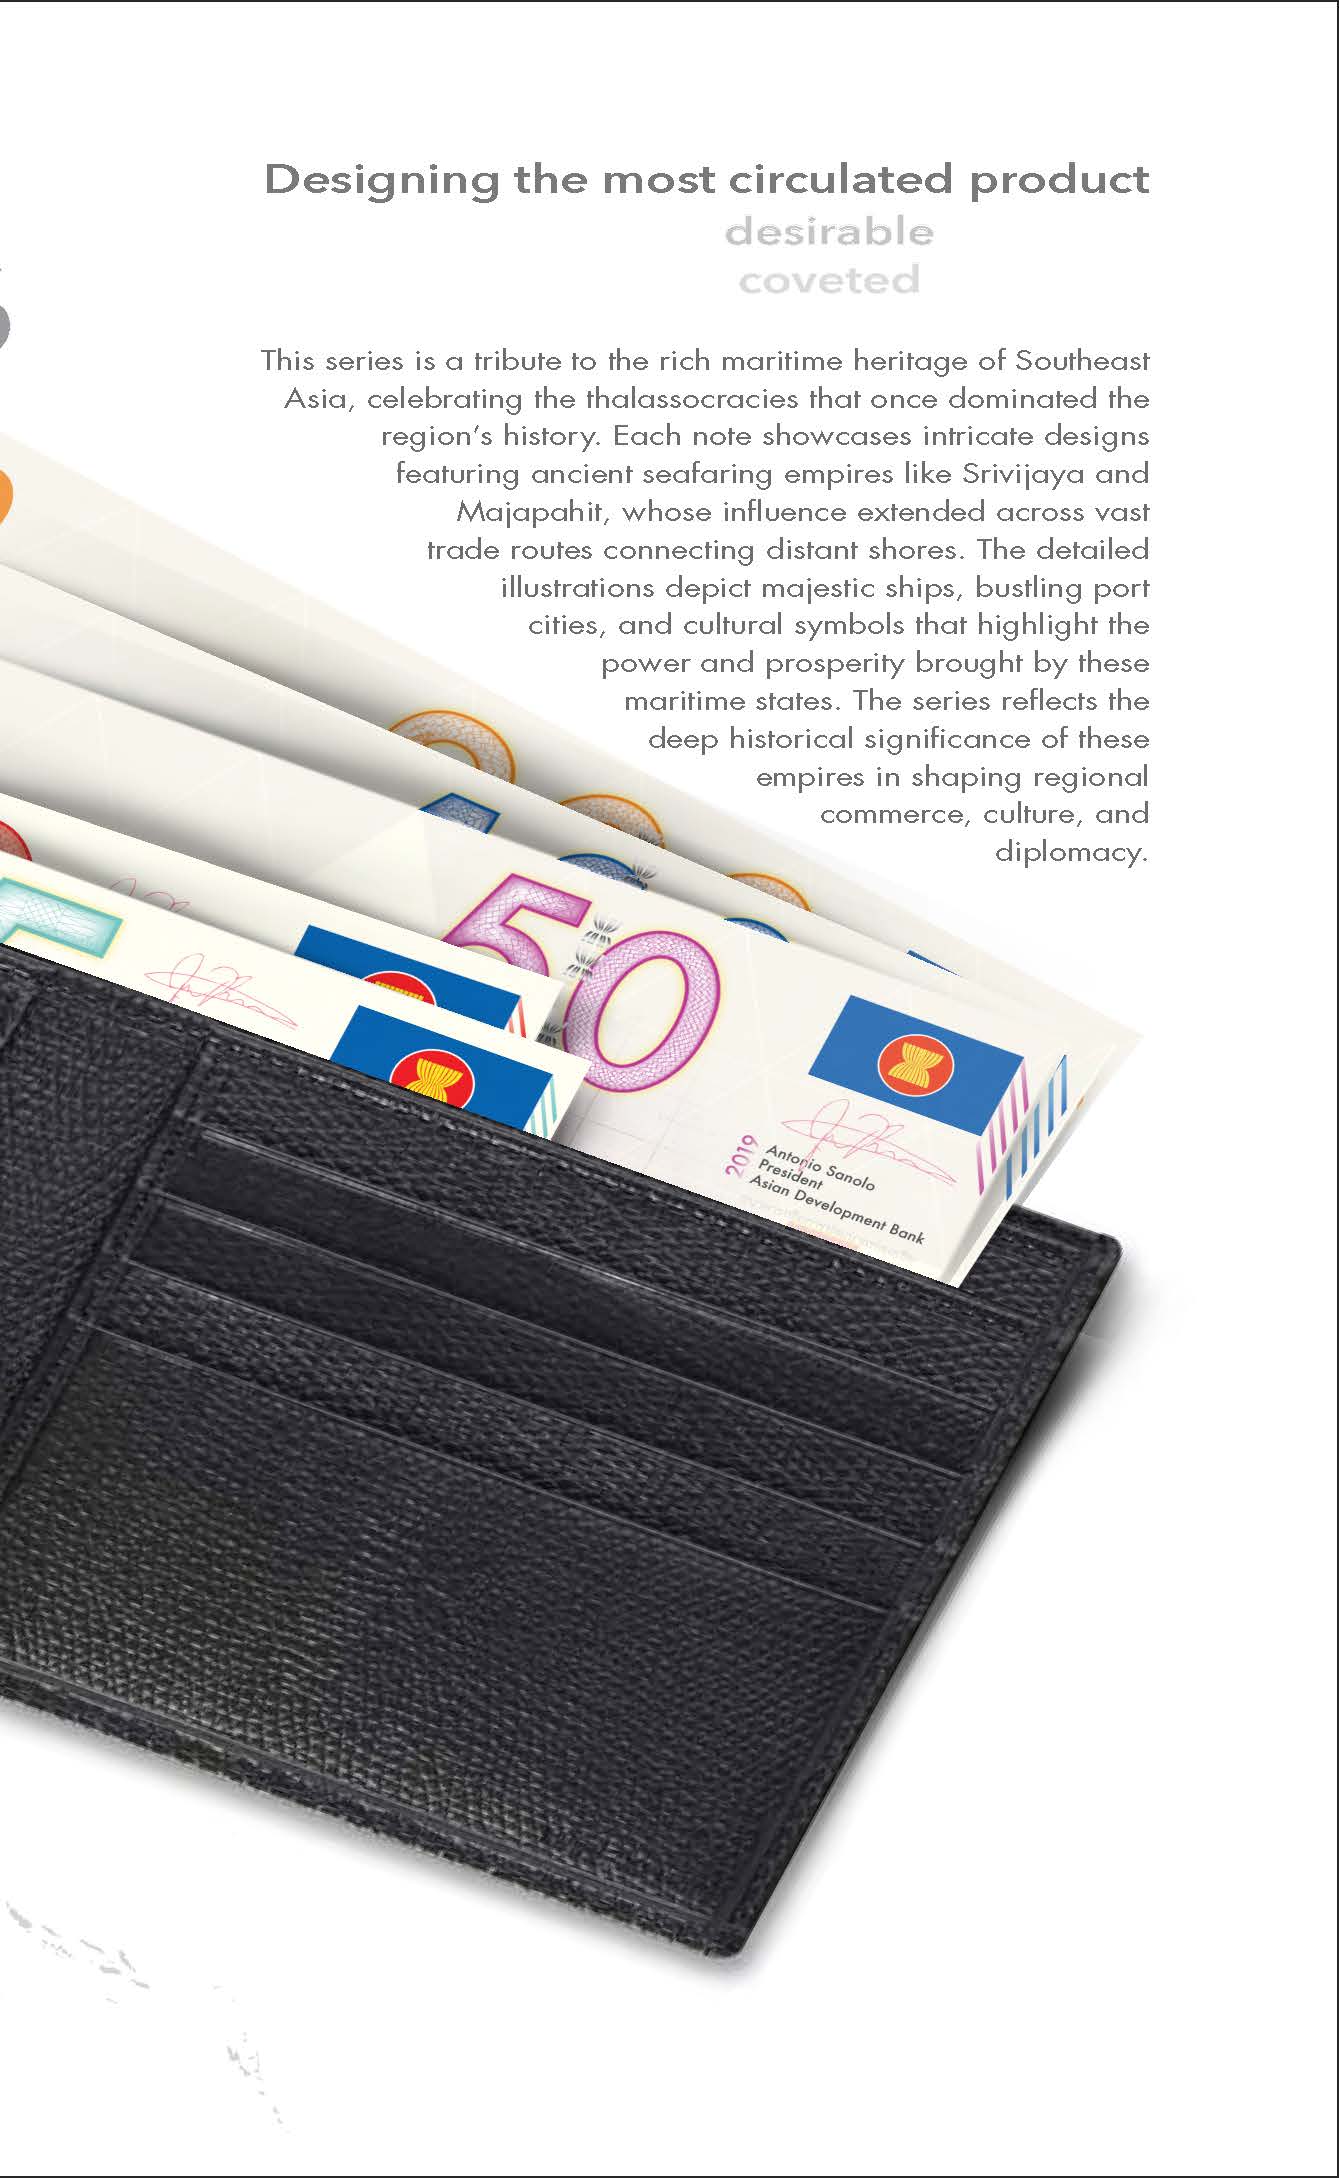 Designing the most circulated product
desirable
coveted
This series is a tribute to the rich maritime heritage of Southeast
Asia, celebrating the thalassocracies that once dominated the
region's history. Each note showcases intricate designs
featuring ancient seafaring empires like Srivijaya and
Majapahit, whose influence extended across vast
trade routes connecting distant shores. The detailed
illustrations depict majestic ships, bustling port
cities, and cultural symbols that highlight the
power and prosperity brought by these
maritime states. The series reflects the
deep historical significance of these
empires in shaping regional
commerce, culture, and
diplomacy.
50
2019
Antonio Sanolo
President
Asian Development Bank